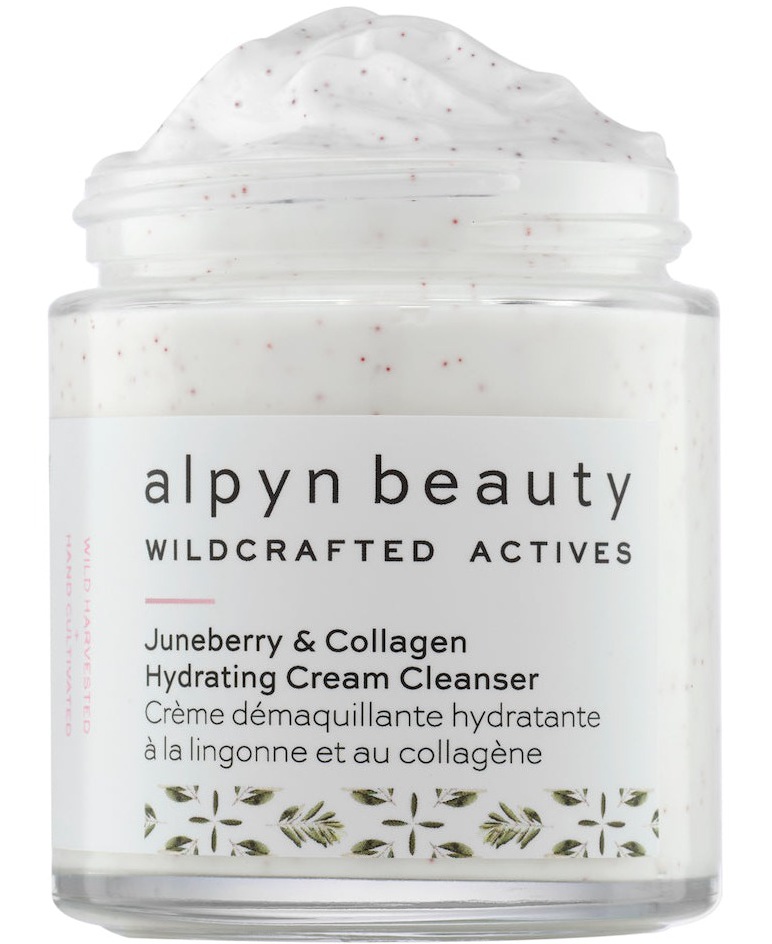 alpyn beauty
WILDCRAFTED ACTIVES
Juneberry & Collagen
Hydrating Cream Cleanser
Crème démaquillante hydratante
à la lingonne et au collagène
WILD HARVESTED
+
HAND CULTIVATED